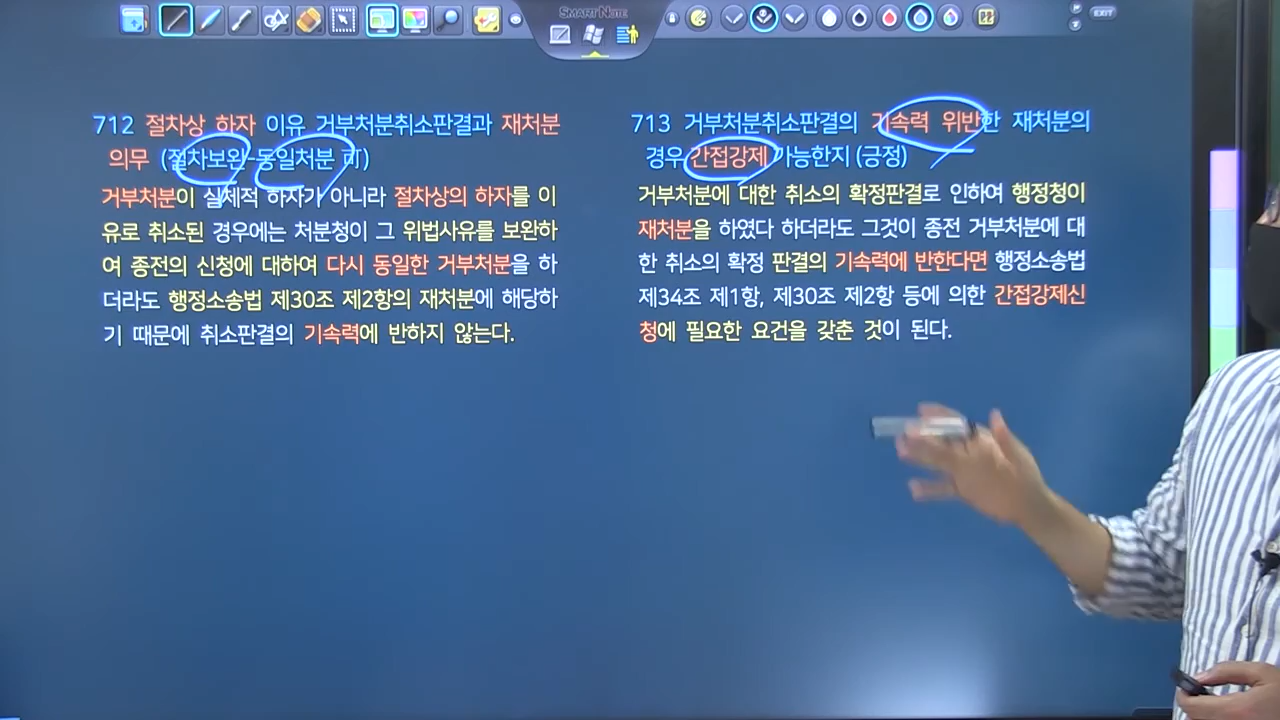 SMARTNOTE
EXIT
712 절차상 하자 이유 거부처분취소판결과 재처분
의무 (절차보완-동일처분 可)
거부처분이 실체적 하자가 아니라 절차상의 하자를 이
유로 취소된 경우에는 처분청이 그 위법사유를 보완하
여 종전의 신청에 대하여 다시 동일한 거부처분을 하
더라도 행정소송법 제30조 제2항의 재처분에 해당하
기 때문에 취소판결의 기속력에 반하지 않는다.
713 거부처분취소판결의 기속력 위반한 재처분의
경우 간접강제 가능한지 (긍정)
거부처분에 대한 취소의 확정판결로 인하여 행정청이
재처분을 하였다 하더라도 그것이 종전 거부처분에 대
한 취소의 확정 판결의 기속력에 반한다면 행정소송법
제34조 제1항, 제30조 제2항 등에 의한 간접강제신
청에 필요한 요건을 갖춘 것이 된다.